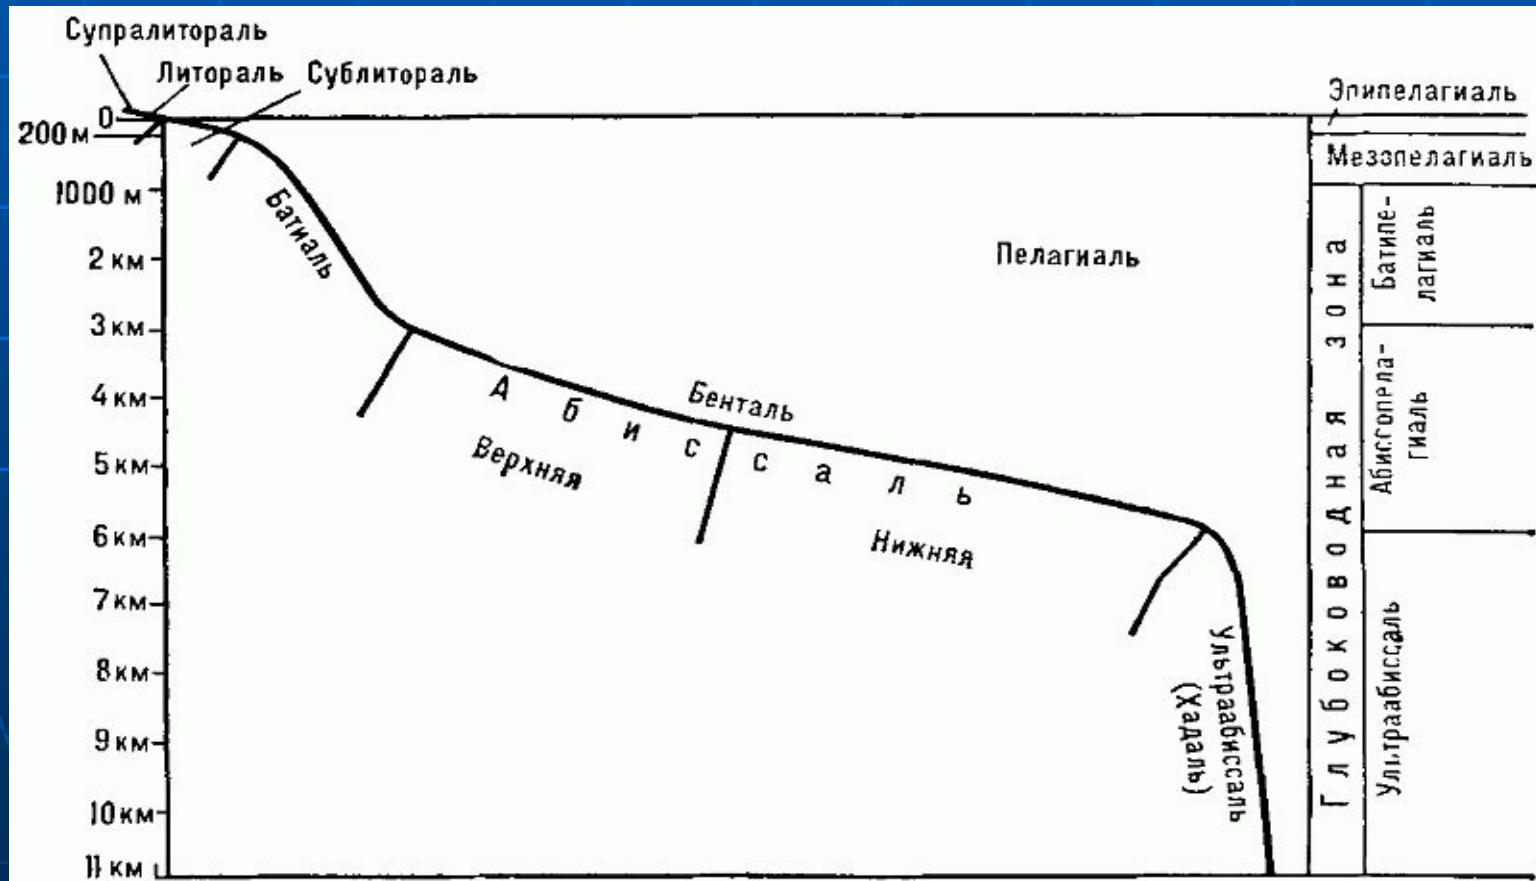 Супралитораль
Литораль
Сублитораль
0
200 м
1000 м
2 км
3 км
4 км
5 км
6 км
7 км
8 км
9 км
10 км
11 км
Батиаль
Пелагиаль
Бенталь
Абиссаль
Верхняя
Нижняя
Ультраабиссаль
(Хадаль)
Эпипелагиаль
Мезопелагиаль
Глубоководная зона
Батипе-
лагиаль
Абиссопела-
гиаль
Ультраабиссаль